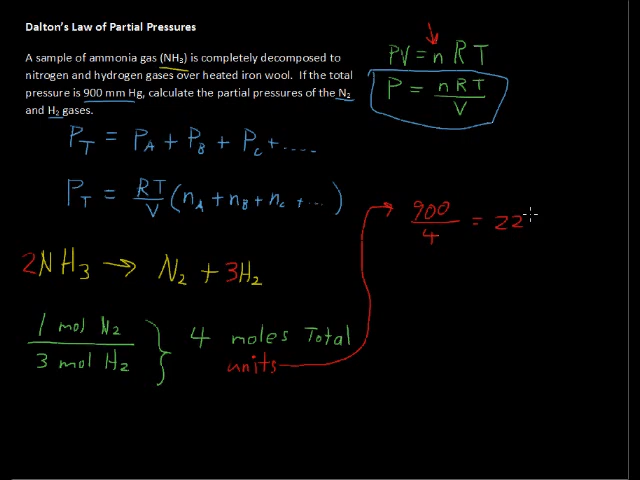 Dalton's Law of Partial Pressures
A sample of ammonia gas (NH₃) is completely decomposed to
nitrogen and hydrogen gases over heated iron wool. If the total
pressure is 900 mm Hg, calculate the partial pressures of the N₂
and H₂ gases.
PV = n R T
P = nRT / V
P_T = P_A + P_B + P_C + .....
P_T = RT/V (n_A + n_B + n_C + ...)
2NH₃ → N₂ + 3H₂
1 mol N₂
3 mol H₂
} 4 moles Total
units
900 / 4 = 22